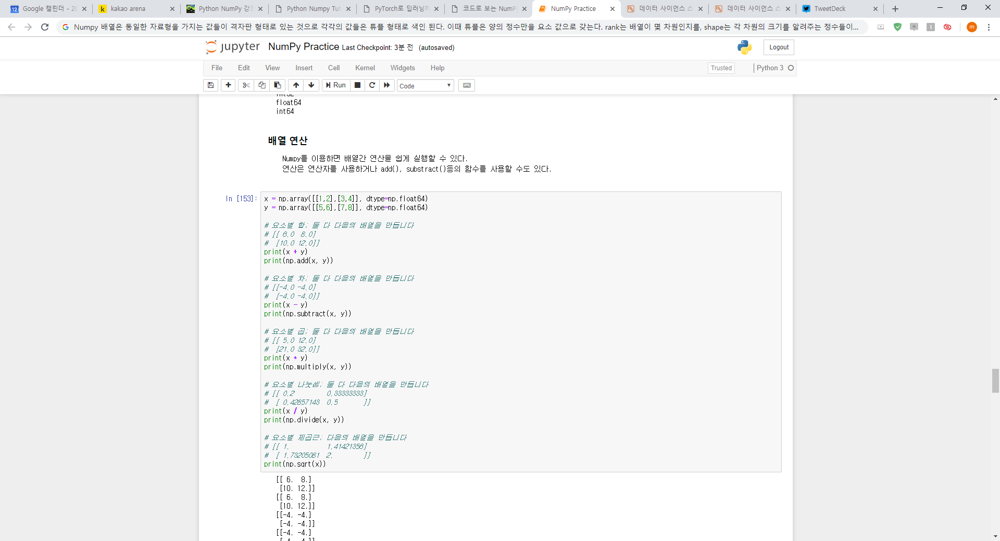 Google 캘린더 - 20
kakao arena
Python NumPy 강좌
Python Numpy Tut
PyTorch로 딥러닝하
코드로 보는 NumPy
NumPy Practice
데이터 사이언스 스
데이터 사이언스 스
TweetDeck
Numpy 배열은 동일한 자료형을 가지는 값들이 격자판 형태로 있는 것으로 각각의 값들은 튜플 형태로 색인 된다. 이때 튜플은 양의 정수만을 요소 값으로 갖는다. rank는 배열이 몇 차원인지를, shape는 각 차원의 크기를 알려주는 정수들이...
m
jupyter NumPy Practice Last Checkpoint: 3분 전 (autosaved)
Logout
File Edit View Insert Cell Kernel Widgets Help
Trusted Python 3
Run Code
int32
float64
int64
배열 연산
Numpy를 이용하면 배열간 연산을 쉽게 실행할 수 있다.
연산은 연산자를 사용하거나 add(), substract()등의 함수를 사용할 수도 있다.
In [153]:
x = np.array([[1,2],[3,4]], dtype=np.float64)
y = np.array([[5,6],[7,8]], dtype=np.float64)
# 요소별 합; 둘 다 다음의 배열을 만듭니다
# [[ 6.0  8.0]
#  [10.0 12.0]]
print(x + y)
print(np.add(x, y))
# 요소별 차; 둘 다 다음의 배열을 만듭니다
# [[-4.0 -4.0]
#  [-4.0 -4.0]]
print(x - y)
print(np.subtract(x, y))
# 요소별 곱; 둘 다 다음의 배열을 만듭니다
# [[ 5.0 12.0]
#  [21.0 32.0]]
print(x * y)
print(np.multiply(x, y))
# 요소별 나눗셈; 둘 다 다음의 배열을 만듭니다
# [[ 0.2         0.33333333]
#  [ 0.42857143  0.5       ]]
print(x / y)
print(np.divide(x, y))
# 요소별 제곱근; 다음의 배열을 만듭니다
# [[ 1.          1.41421356]
#  [ 1.73205081  2.        ]]
print(np.sqrt(x))
[[ 6.  8.]
 [10. 12.]]
[[ 6.  8.]
 [10. 12.]]
[[-4. -4.]
 [-4. -4.]]
[[-4. -4.]
 [-4. -4.]]